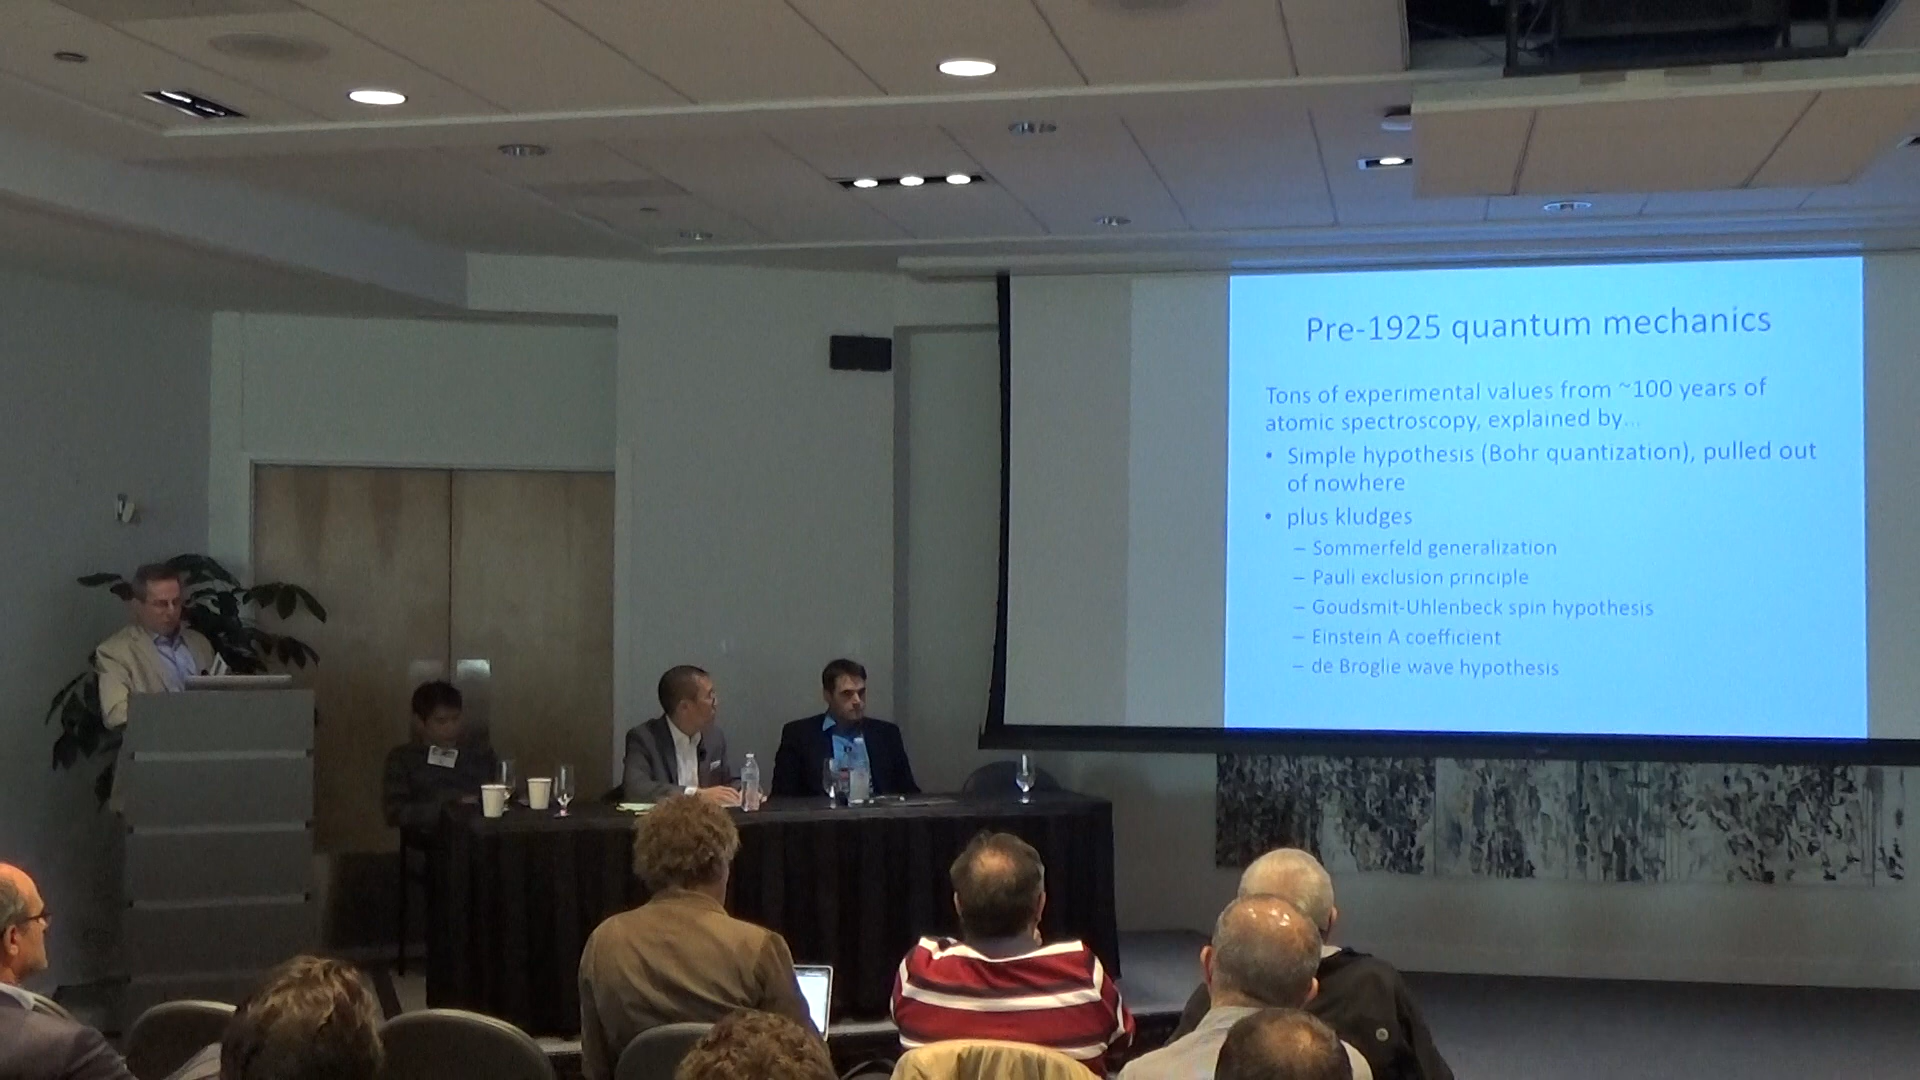 Pre-1925 quantum mechanics
Tons of experimental values from ~100 years of
atomic spectroscopy, explained by...
• Simple hypothesis (Bohr quantization), pulled out
of nowhere
• plus kludges
– Sommerfeld generalization
– Pauli exclusion principle
– Goudsmit-Uhlenbeck spin hypothesis
– Einstein A coefficient
– de Broglie wave hypothesis